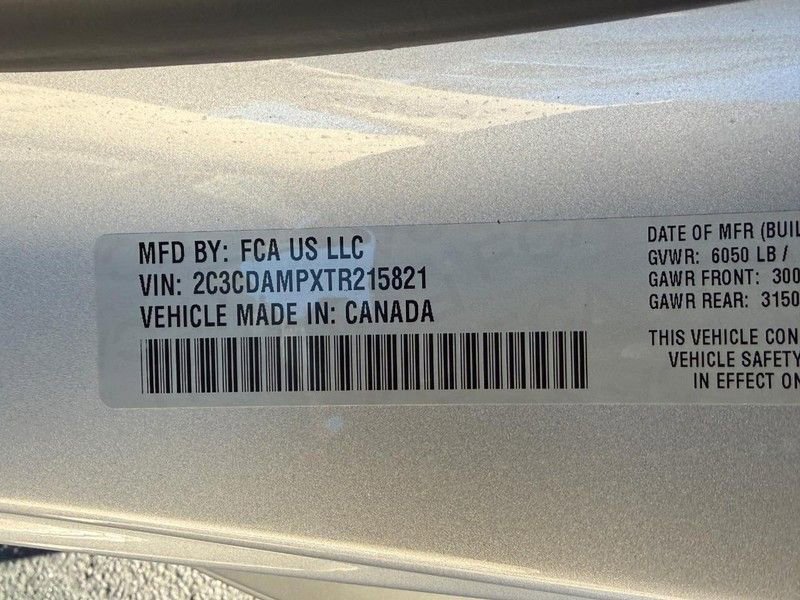 MFD BY: FCA US LLC
VIN: 2C3CDAMPXTR215821
VEHICLE MADE IN: CANADA
DATE OF MFR (BUIL
GVWR: 6050 LB /
GAWR FRONT: 300
GAWR REAR: 3150
THIS VEHICLE CON
VEHICLE SAFETY
IN EFFECT ON